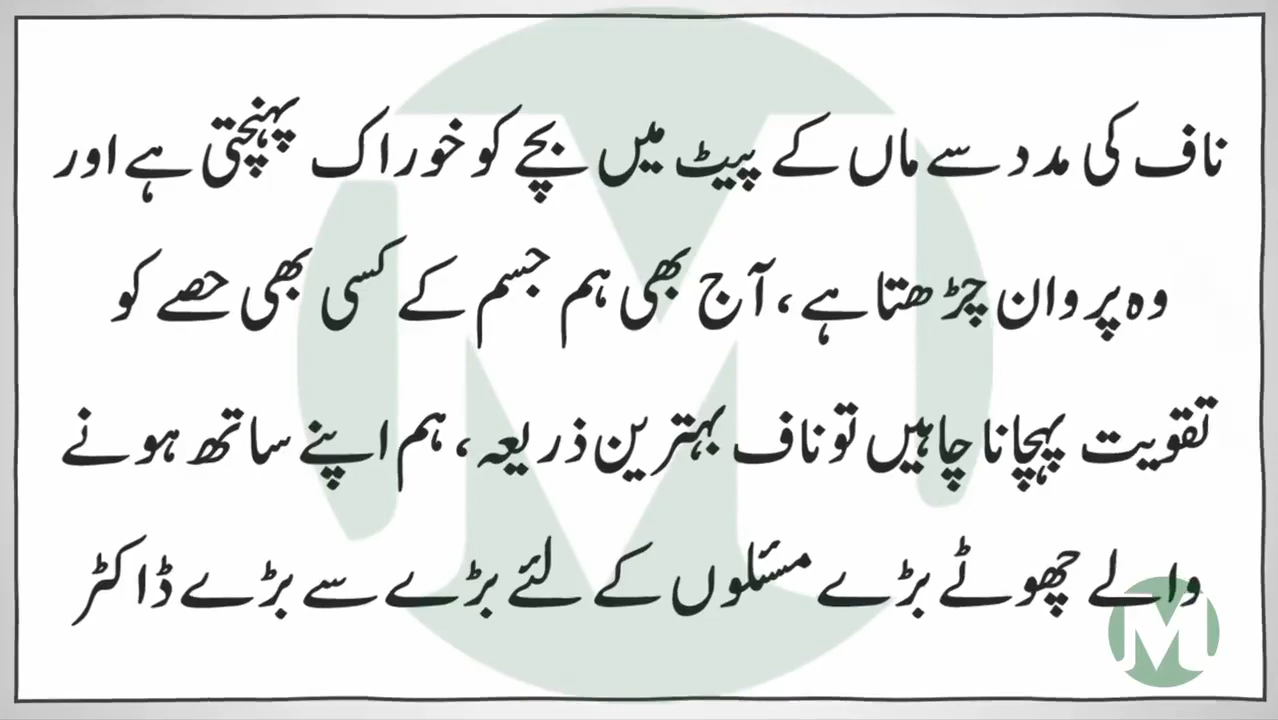 ناف کی مدد سے ماں کے پیٹ میں بچے کو خوراک پہنچتی ہے اور
وہ پروان چڑھتا ہے، آج بھی ہم جسم کے کسی بھی حصے کو
تقویت پہچانا چاہیں تو ناف بہترین ذریعہ، ہم اپنے ساتھ ہونے
والے چھوٹے بڑے مسئلوں کے لئے بڑے سے بڑے ڈاکٹر
M